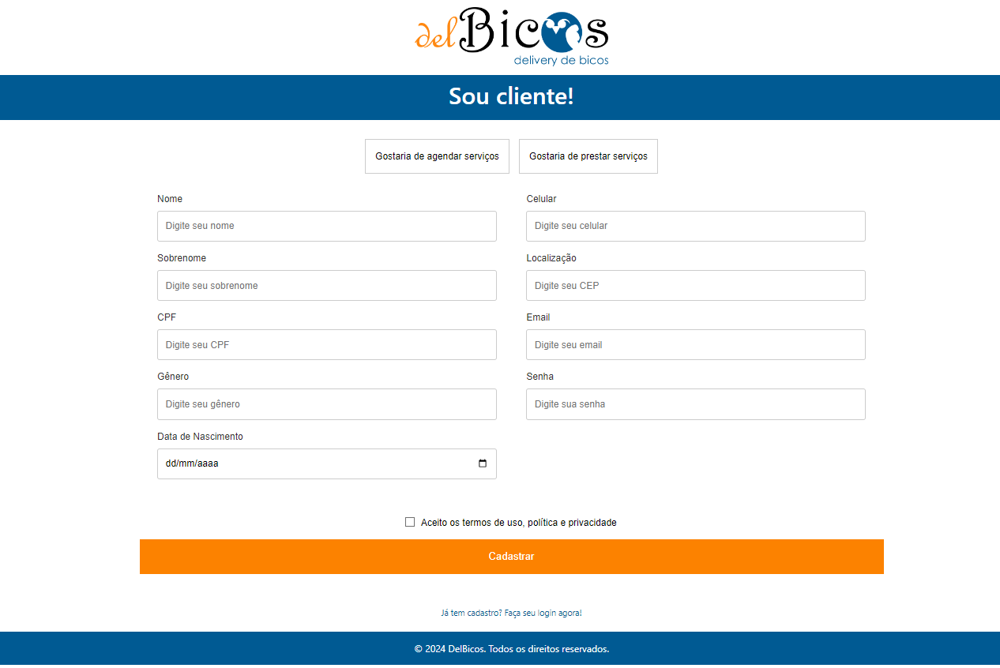 delBicos
delivery de bicos
Sou cliente!
Gostaria de agendar serviços
Gostaria de prestar serviços
Nome
Digite seu nome
Sobrenome
Digite seu sobrenome
CPF
Digite seu CPF
Gênero
Digite seu gênero
Data de Nascimento
dd/mm/aaaa
Celular
Digite seu celular
Localização
Digite seu CEP
Email
Digite seu email
Senha
Digite sua senha
Aceito os termos de uso, política e privacidade
Cadastrar
Já tem cadastro? Faça seu login agora!
© 2024 DelBicos. Todos os direitos reservados.